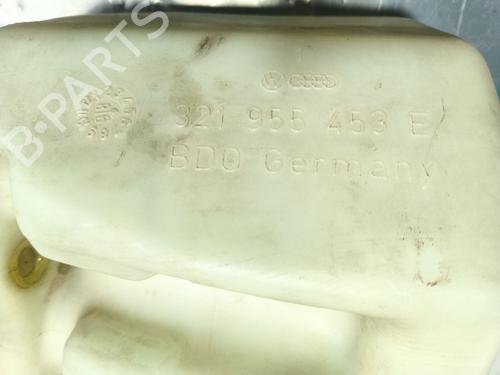 B-PARTS
321 955 453 E
BDO Germany